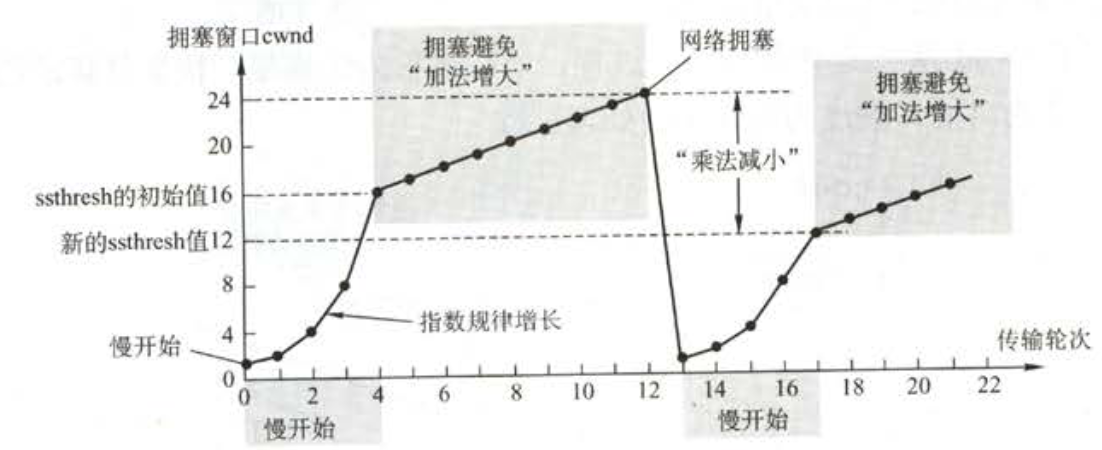 拥塞窗口cwnd
拥塞避免
“加法增大”
网络拥塞
拥塞避免
“加法增大”
24
20
“乘法减小”
ssthresh的初始值16
新的ssthresh值12
8
指数规律增长
4
慢开始
传输轮次
0
0 2 4 6 8 10 12 14 16 18 20 22
慢开始
慢开始